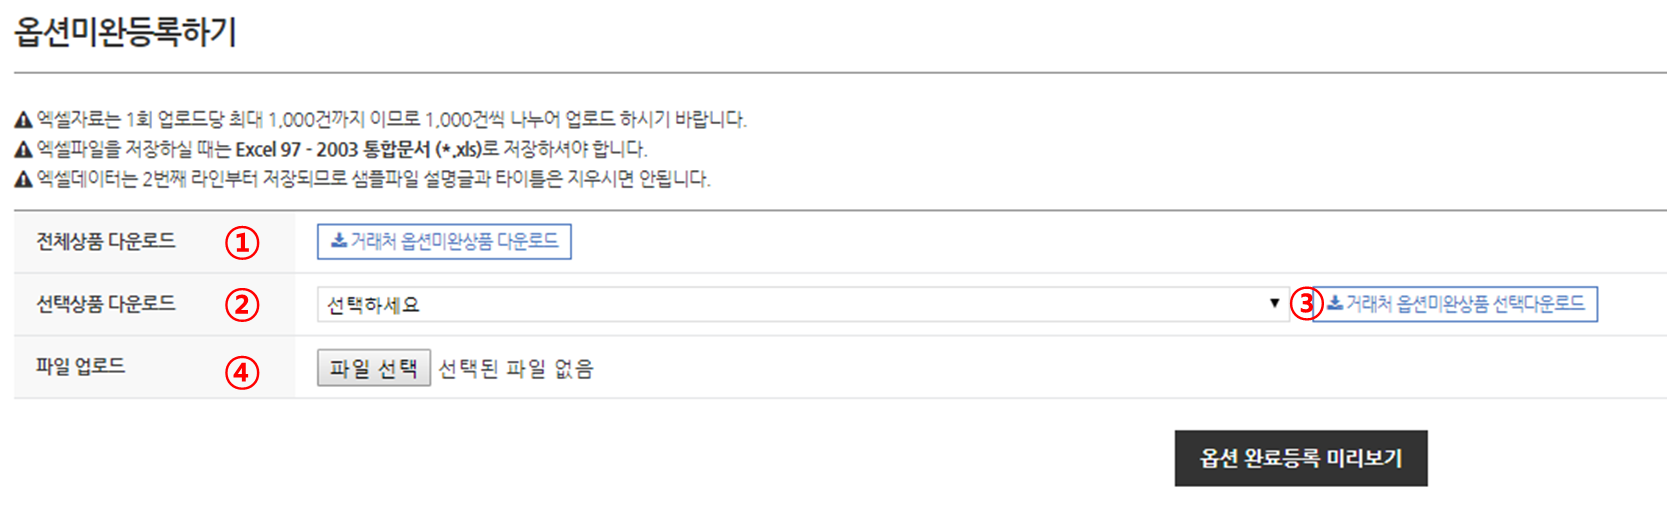 옵션미완등록하기
엑셀자료는 1회 업로드당 최대 1,000건까지 이므로 1,000건씩 나누어 업로드 하시기 바랍니다.
엑셀파일을 저장하실 때는 Excel 97 - 2003 통합문서 (*.xls)로 저장하셔야 합니다.
엑셀데이터는 2번째 라인부터 저장되므로 샘플파일 설명글과 타이틀은 지우시면 안됩니다.
전체상품 다운로드 ① 거래처 옵션미완상품 다운로드
선택상품 다운로드 ② 선택하세요 ▼ ③ 거래처 옵션미완상품 선택다운로드
파일 업로드 ④ 파일 선택 선택된 파일 없음
옵션 완료등록 미리보기